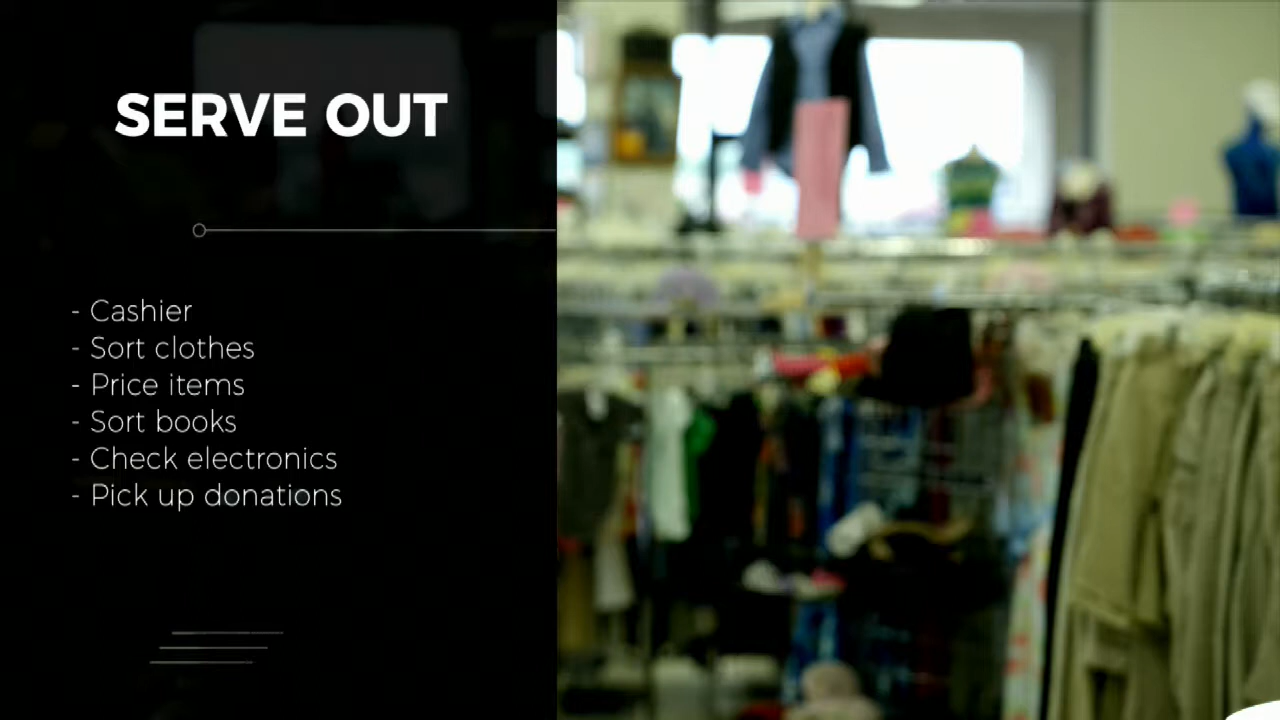 SERVE OUT
- Cashier
- Sort clothes
- Price items
- Sort books
- Check electronics
- Pick up donations